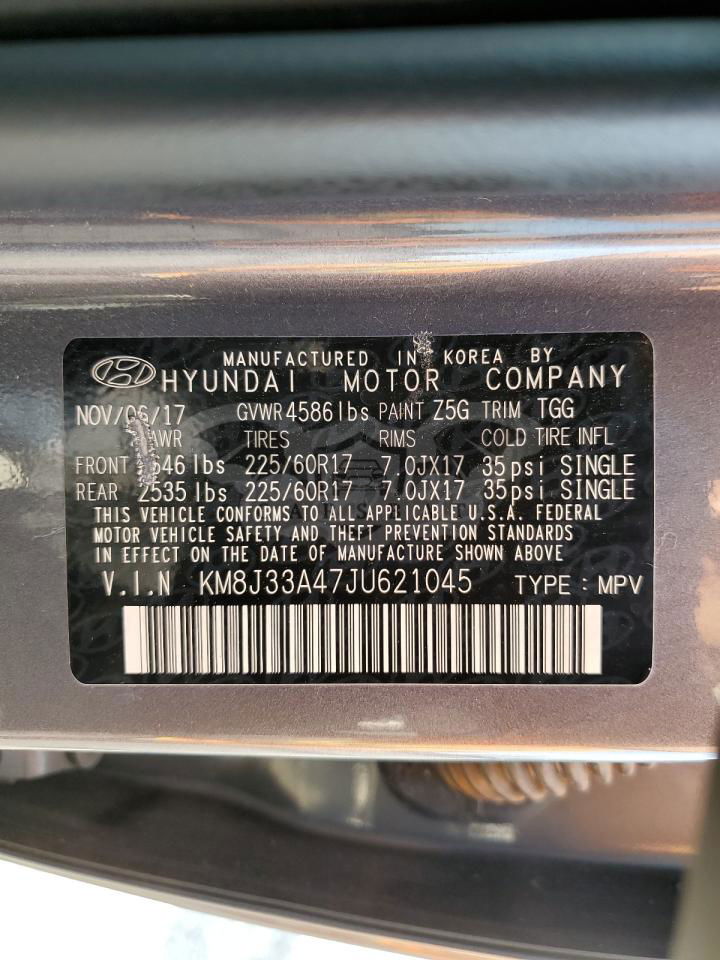 MANUFACTURED IN KOREA BY
HYUNDAI MOTOR COMPANY
NOV/06/17 GVWR 4586lbs PAINT Z5G TRIM TGG
GAWR TIRES RIMS COLD TIRE INFL
FRONT 2646 lbs 225/60R17 7.0JX17 35psi SINGLE
REAR 2535 lbs 225/60R17 7.0JX17 35psi SINGLE
THIS VEHICLE CONFORMS TO ALL APPLICABLE U.S.A. FEDERAL
MOTOR VEHICLE SAFETY AND THEFT PREVENTION STANDARDS
IN EFFECT ON THE DATE OF MANUFACTURE SHOWN ABOVE
V.I.N KM8J33A47JU621045 TYPE : MPV